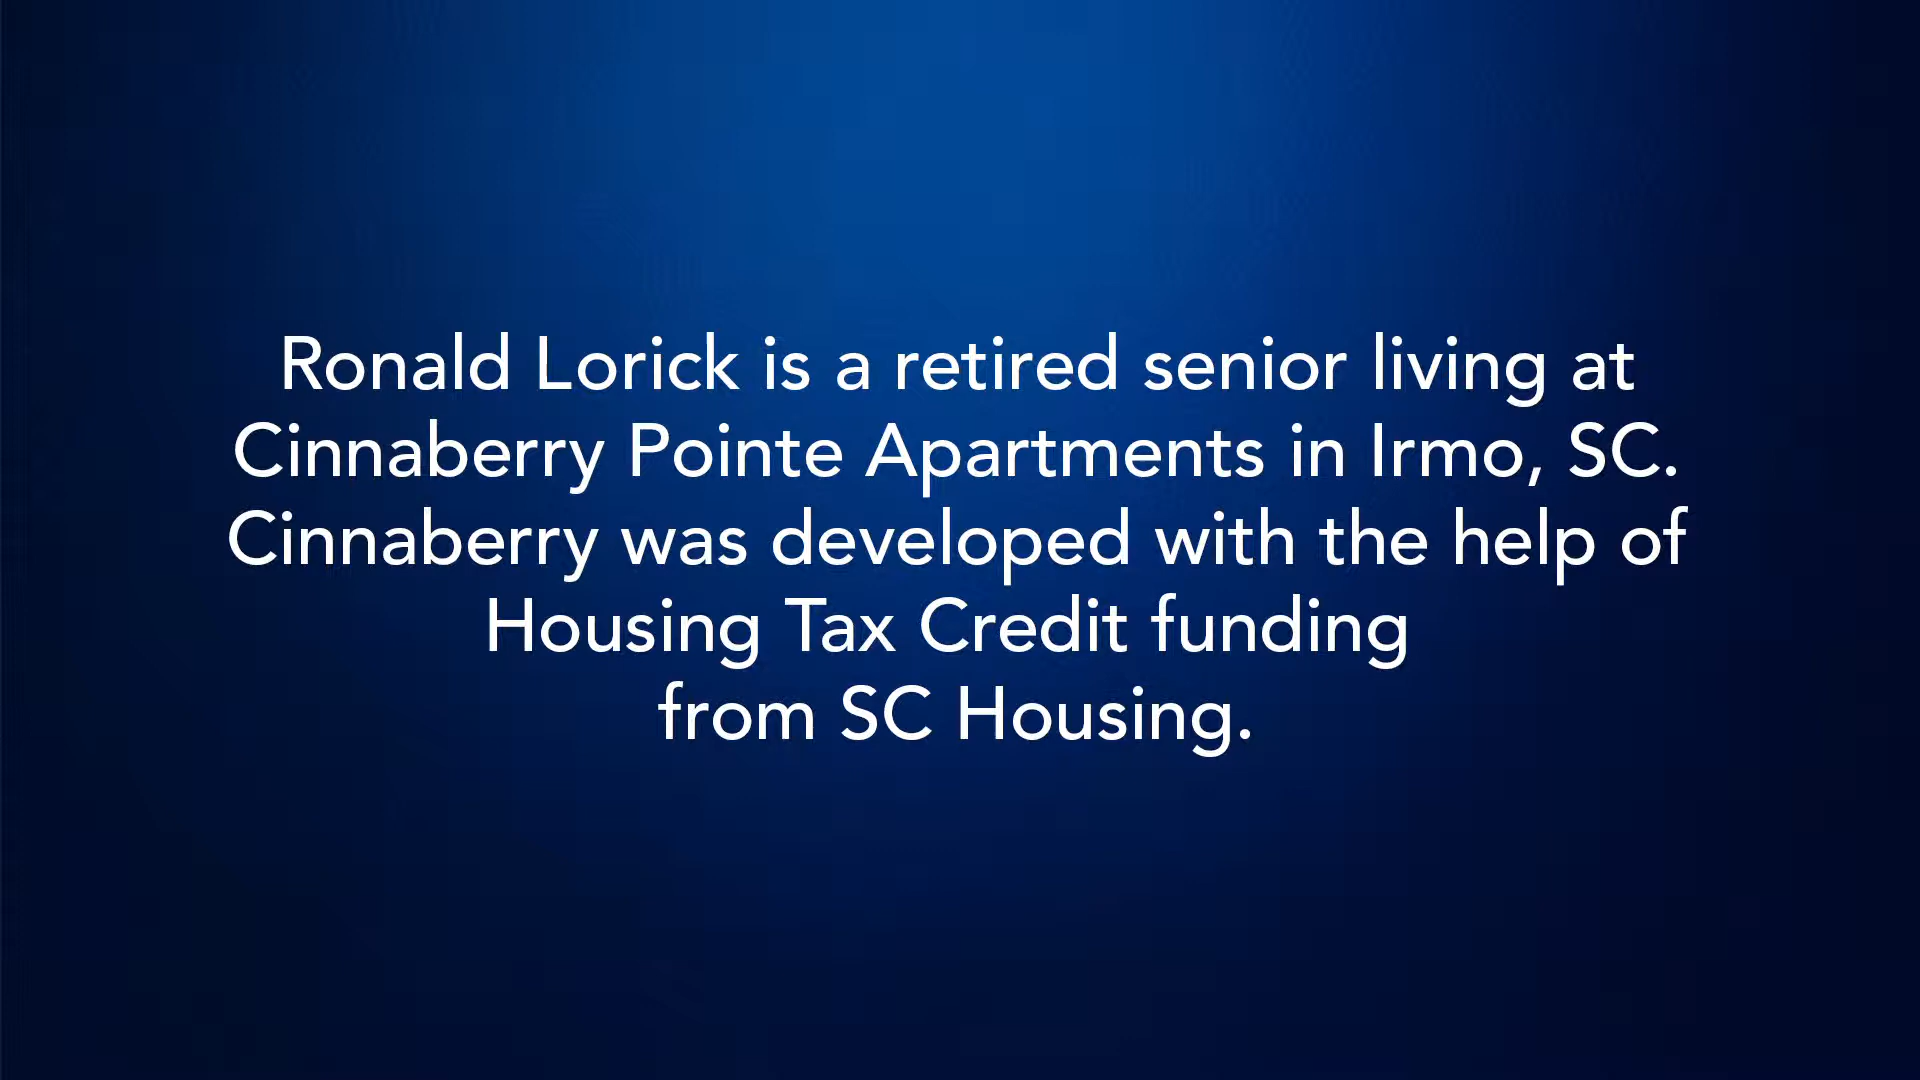 Ronald Lorick is a retired senior living at
Cinnaberry Pointe Apartments in Irmo, SC.
Cinnaberry was developed with the help of
Housing Tax Credit funding
from SC Housing.